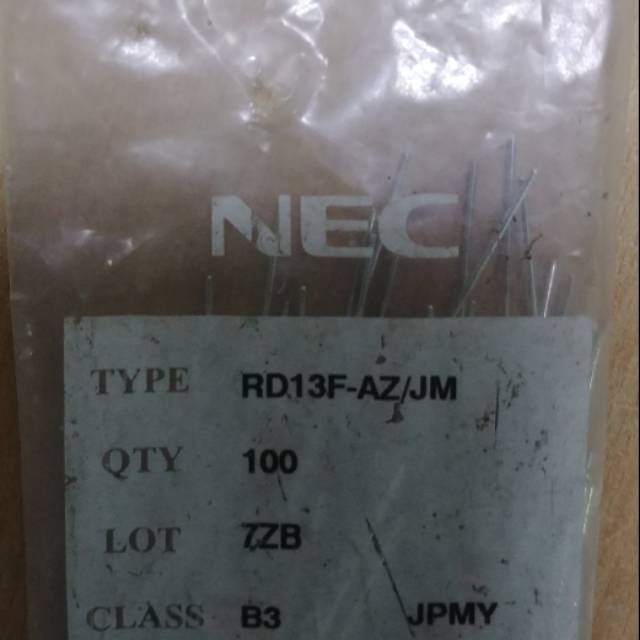 NEC
TYPE RD13F-AZ/JM
QTY 100
LOT 7ZB
CLASS B3 JPMY